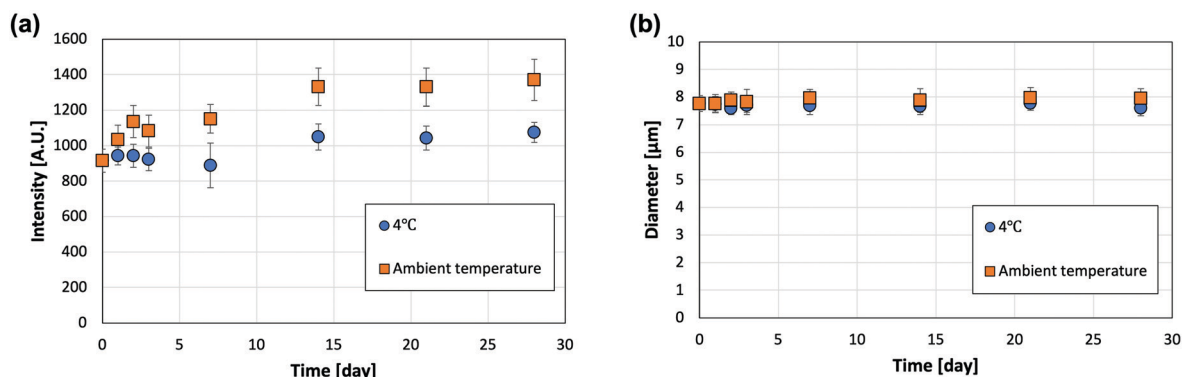 (a)
1600
1400
1200
1000
800
600
400
200
0
Intensity [A.U.]
0 5 10 15 20 25 30
Time [day]
4°C
Ambient temperature
(b)
10
9
8
7
6
5
4
3
2
1
0
Diameter [µm]
0 5 10 15 20 25 30
Time [day]
4°C
Ambient temperature